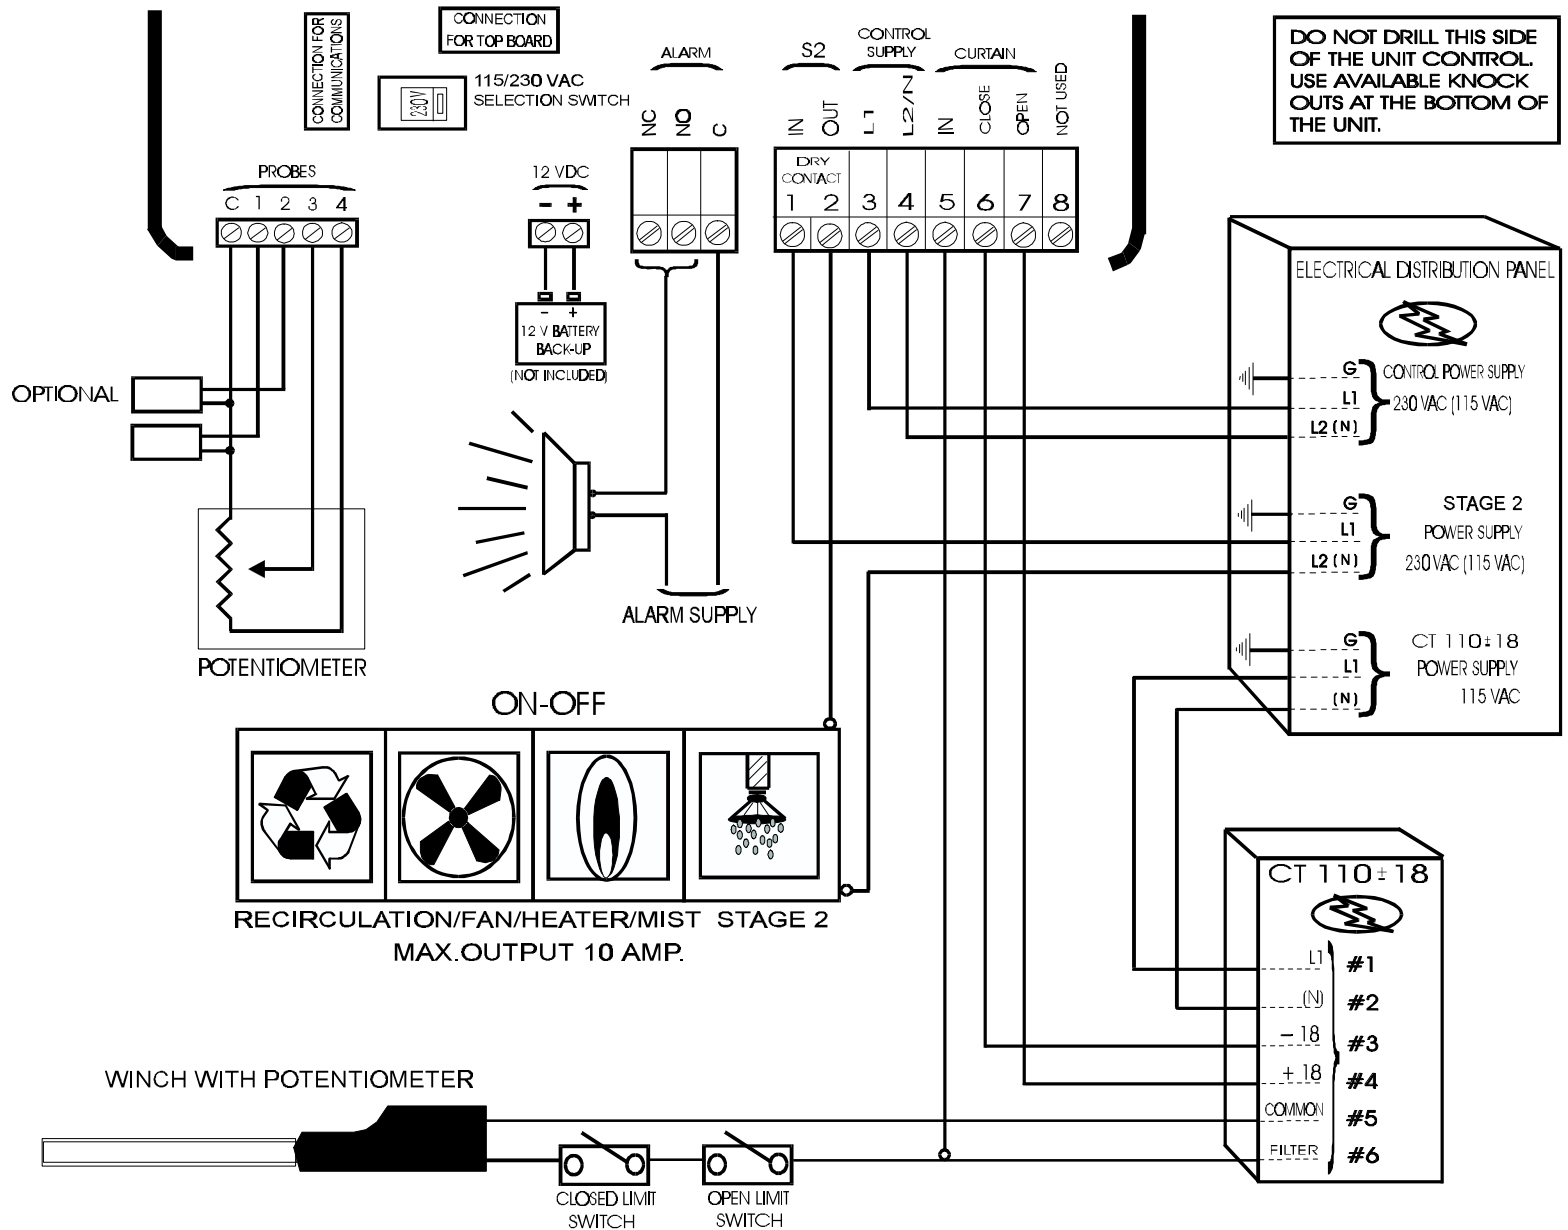 CONNECTION FOR
COMMUNICATIONS
CONNECTION
FOR TOP BOARD
230V
115/230 VAC
SELECTION SWITCH
ALARM
NC
NO
C
S2
IN
OUT
CONTROL
SUPPLY
L1
L2/N
CURTAIN
IN
CLOSE
OPEN
NOT USED
DO NOT DRILL THIS SIDE
OF THE UNIT CONTROL.
USE AVAILABLE KNOCK
OUTS AT THE BOTTOM OF
THE UNIT.
PROBES
C 1 2 3 4
12 VDC
- +
DRY
CONTACT
1 2 3 4 5 6 7 8
- +
12 V BATTERY
BACK-UP
(NOT INCLUDED)
OPTIONAL
POTENTIOMETER
ALARM SUPPLY
ELECTRICAL DISTRIBUTION PANEL
G
L1
L2 (N)
CONTROL POWER SUPPLY
230 VAC (115 VAC)
G
L1
L2 (N)
STAGE 2
POWER SUPPLY
230 VAC (115 VAC)
G
L1
(N)
CT 110±18
POWER SUPPLY
115 VAC
ON-OFF
RECIRCULATION/FAN/HEATER/MIST STAGE 2
MAX.OUTPUT 10 AMP.
CT 110±18
L1 #1
(N) #2
- 18 #3
+ 18 #4
COMMON #5
FILTER #6
WINCH WITH POTENTIOMETER
CLOSED LIMIT
SWITCH
OPEN LIMIT
SWITCH